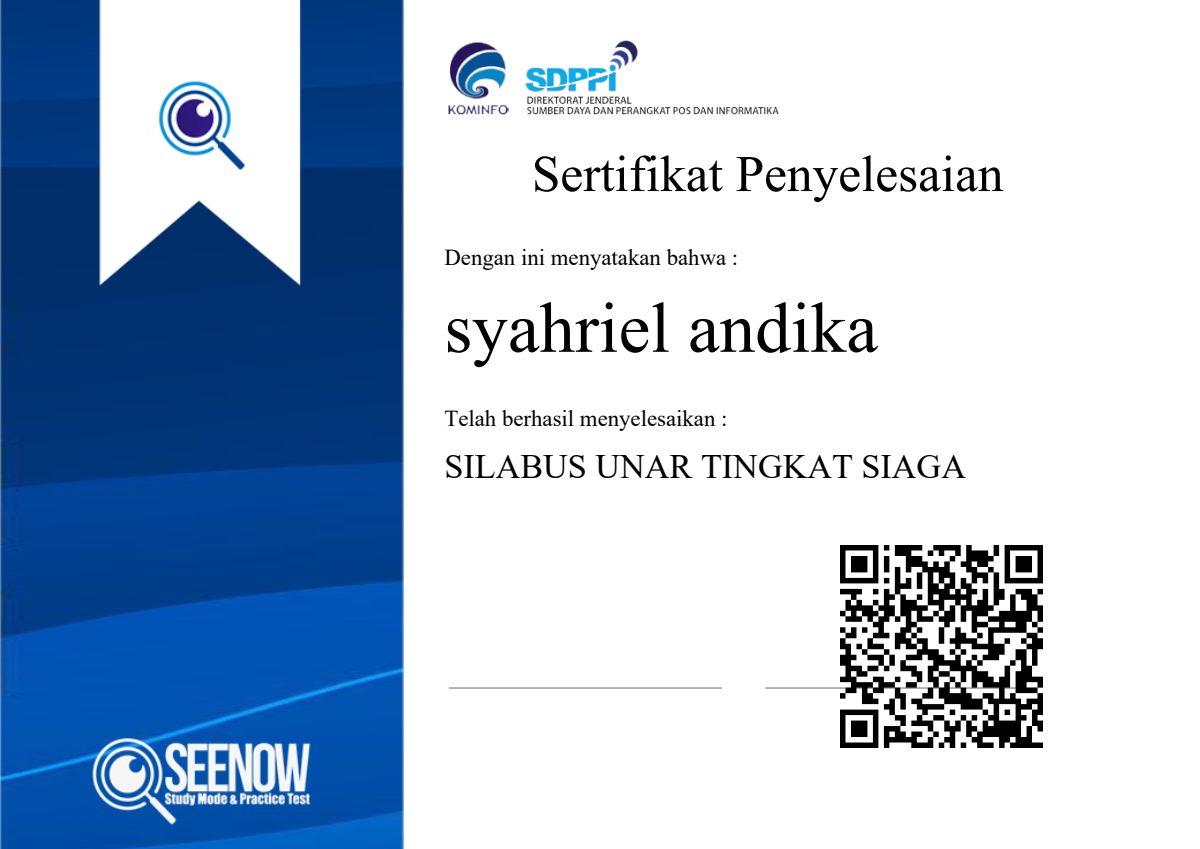 KOMINFO
SDPPI
DIREKTORAT JENDERAL
SUMBER DAYA DAN PERANGKAT POS DAN INFORMATIKA
Sertifikat Penyelesaian
Dengan ini menyatakan bahwa :
syahriel andika
Telah berhasil menyelesaikan :
SILABUS UNAR TINGKAT SIAGA
SEENOW
Study Mode & Practice Test